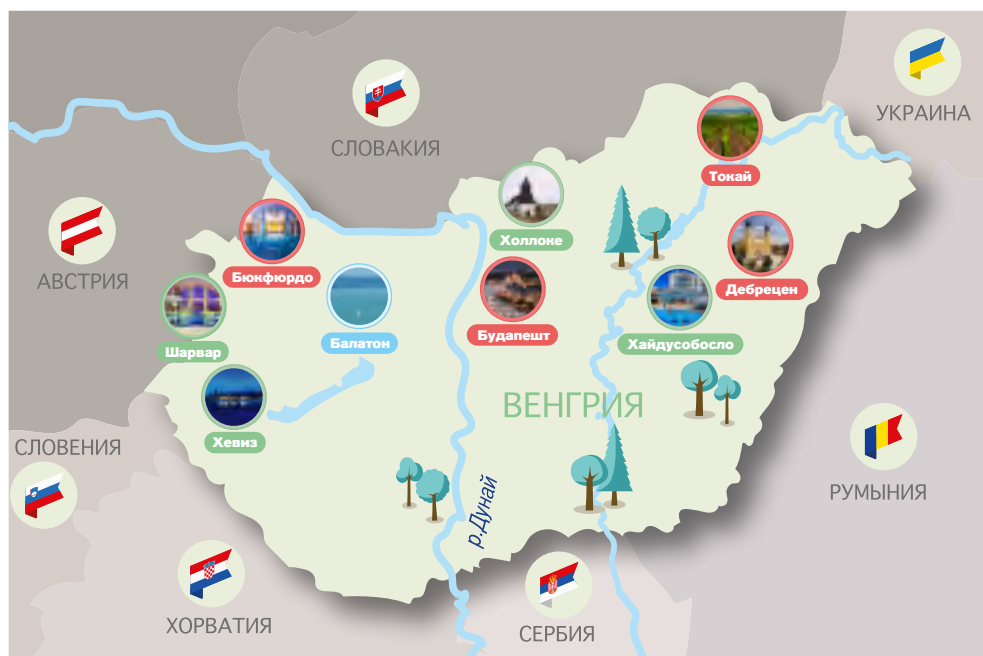 УКРАИНА
СЛОВАКИЯ
Токай
Холлоке
АВСТРИЯ
Бюкфюрдо
Дебрецен
Будапешт
Балатон
Хайдусобосло
Шарвар
ВЕНГРИЯ
Хевиз
СЛОВЕНИЯ
РУМЫНИЯ
р.Дунай
ХОРВАТИЯ
СЕРБИЯ